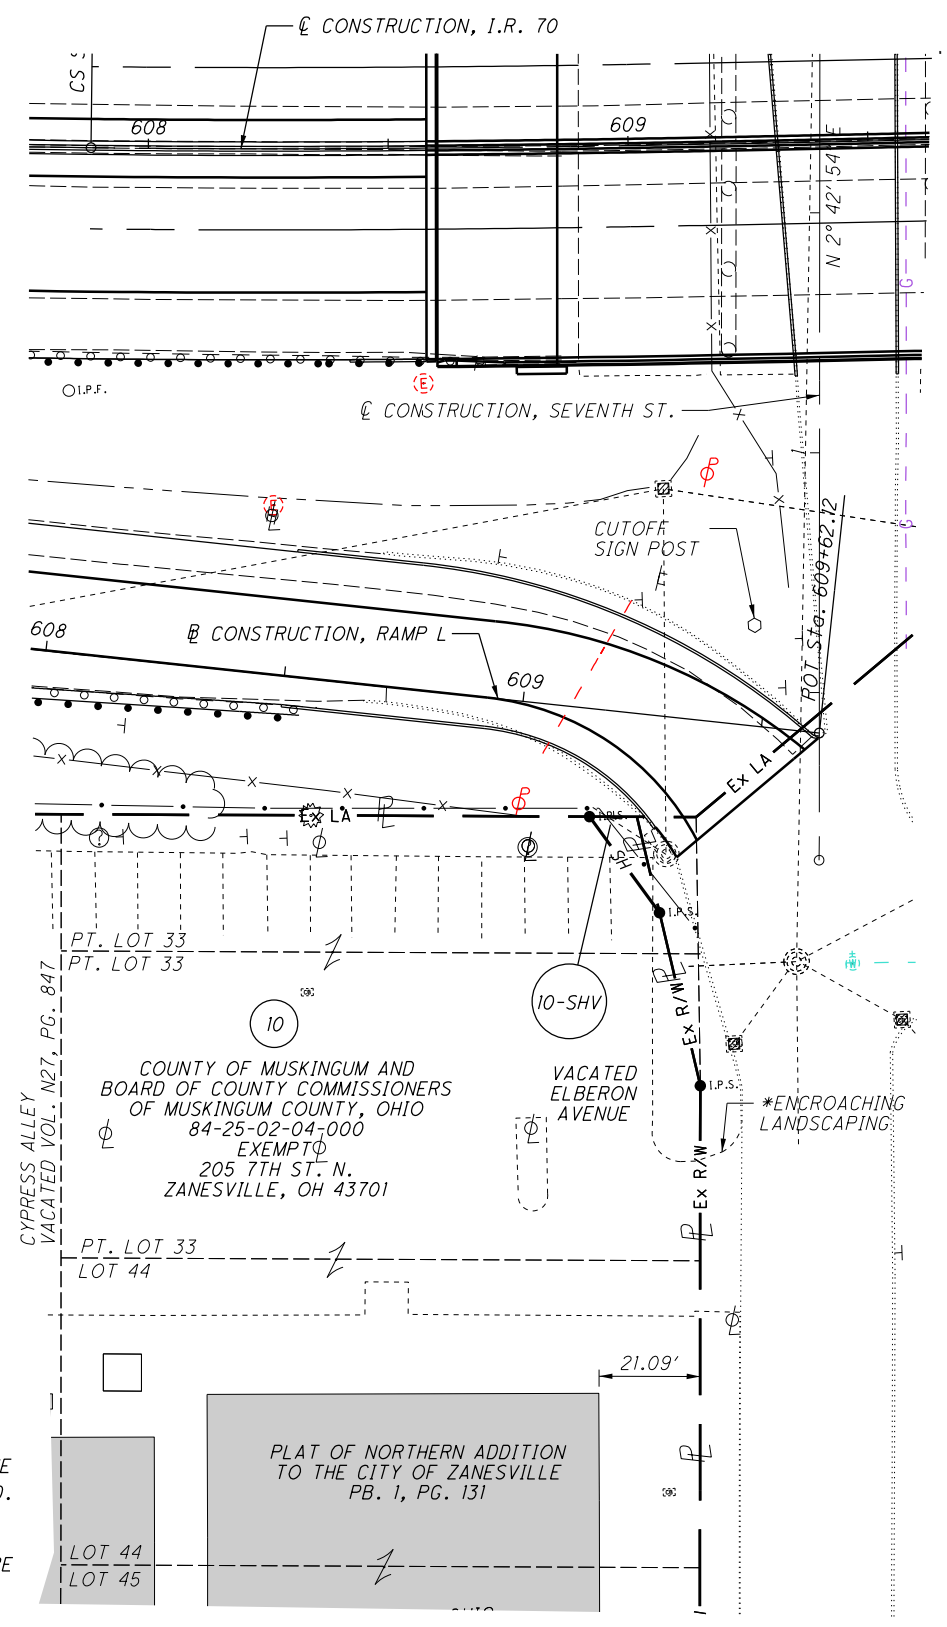 ℄ CONSTRUCTION, I.R. 70
CS
608
609
N 2° 42' 54" E
G
I.P.F.
E
℄ CONSTRUCTION, SEVENTH ST.
CUTOFF
SIGN POST
G
POT Sta. 609+62.12
608
B CONSTRUCTION, RAMP L
609
Ex LA
Ex LA
I.P.S.
SH
?
I.P.S.
PT. LOT 33
PT. LOT 33
W
10
10-SHV
Ex R/W
COUNTY OF MUSKINGUM AND
BOARD OF COUNTY COMMISSIONERS
OF MUSKINGUM COUNTY, OHIO
84-25-02-04-000
EXEMPT
205 7TH ST. N.
ZANESVILLE, OH 43701
VACATED
ELBERON
AVENUE
I.P.S.
*ENCROACHING
LANDSCAPING
CYPRESS ALLEY
VACATED VOL. N27, PG. 847
Ex R/W
PT. LOT 33
LOT 44
21.09'
PLAT OF NORTHERN ADDITION
TO THE CITY OF ZANESVILLE
PB. 1, PG. 131
LOT 44
LOT 45